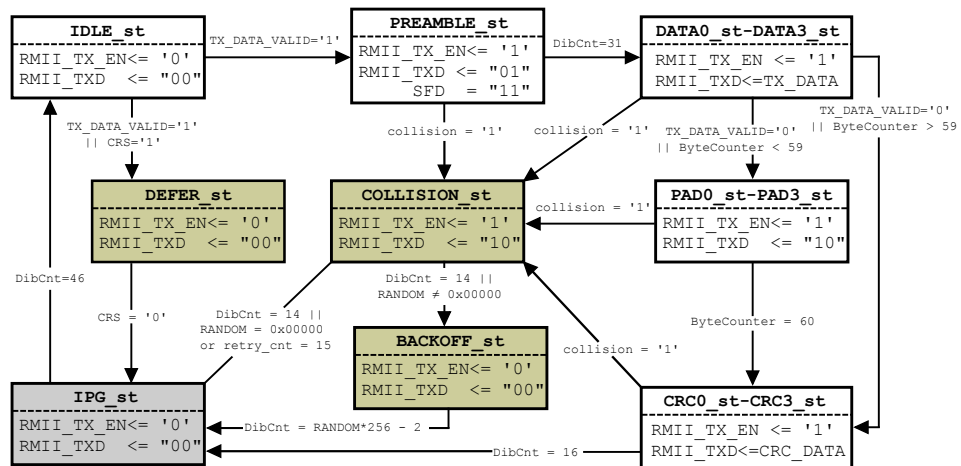 IDLE_st
RMII_TX_EN<= '0'
RMII_TXD <= "00"
TX_DATA_VALID='1'
PREAMBLE_st
RMII_TX_EN<= '1'
RMII_TXD <= "01"
SFD = "11"
DibCnt=31
DATA0_st-DATA3_st
RMII_TX_EN <= '1'
RMII_TXD<=TX_DATA
TX_DATA_VALID='1'
|| CRS='1'
collision = '1'
collision = '1'
TX_DATA_VALID='0'
|| ByteCounter < 59
TX_DATA_VALID='0'
|| ByteCounter > 59
DEFER_st
RMII_TX_EN<= '0'
RMII_TXD <= "00"
COLLISION_st
RMII_TX_EN<= '1'
RMII_TXD <= "10"
collision = '1'
PAD0_st-PAD3_st
RMII_TX_EN<= '1'
RMII_TXD <= "10"
DibCnt=46
CRS = '0'
DibCnt = 14 ||
RANDOM = 0x00000
or retry_cnt = 15
DibCnt = 14 ||
RANDOM ≠ 0x00000
ByteCounter = 60
BACKOFF_st
RMII_TX_EN<= '0'
RMII_TXD <= "00"
collision = '1'
IPG_st
RMII_TX_EN<= '0'
RMII_TXD <= "00"
DibCnt = RANDOM*256 - 2
DibCnt = 16
CRC0_st-CRC3_st
RMII_TX_EN <= '1'
RMII_TXD<=CRC_DATA